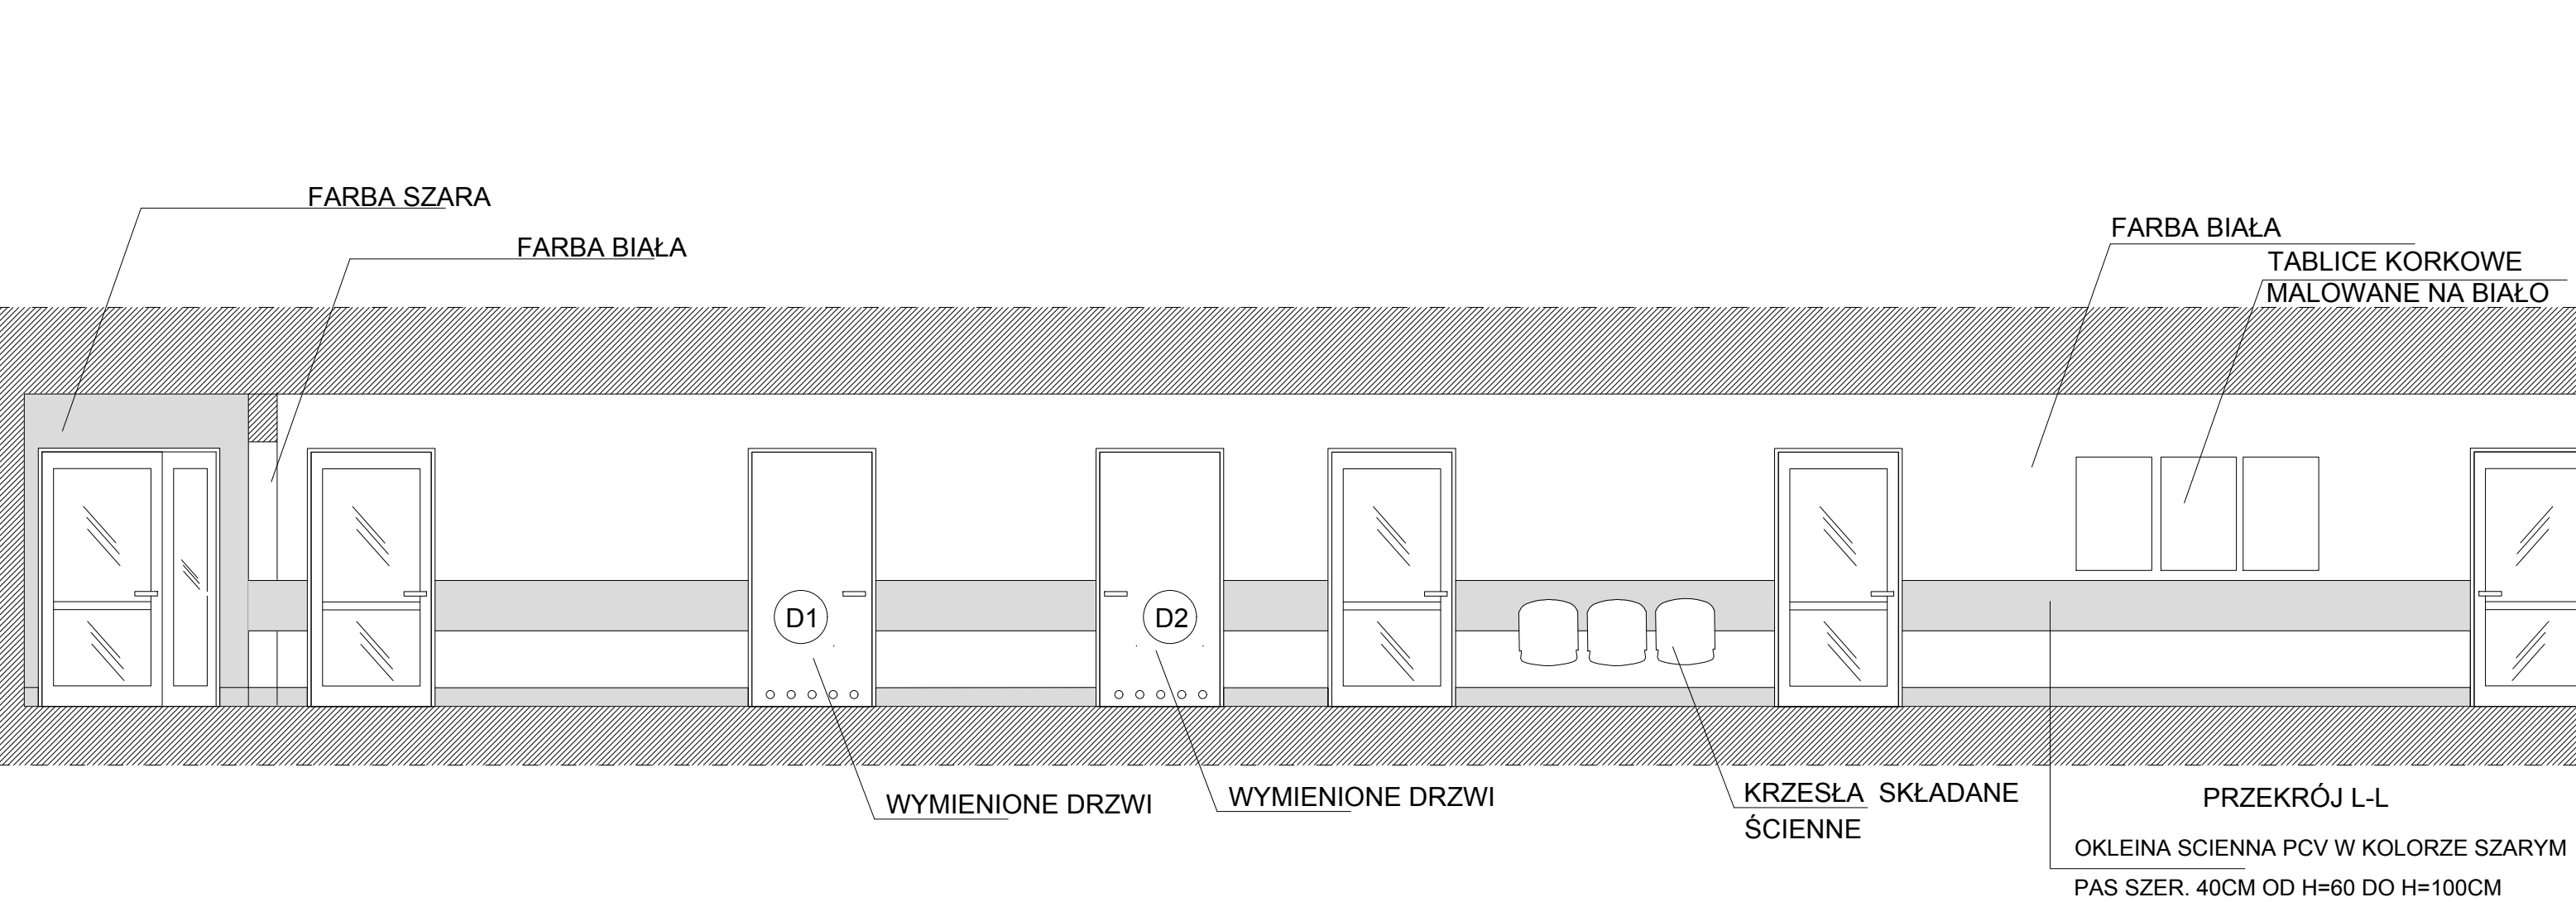 FARBA SZARA
FARBA BIAŁA
FARBA BIAŁA
TABLICE KORKOWE
MALOWANE NA BIAŁO
D1
D2
WYMIENIONE DRZWI
WYMIENIONE DRZWI
KRZESŁA SKŁADANE
ŚCIENNE
PRZEKRÓJ L-L
OKLEINA SCIENNA PCV W KOLORZE SZARYM
PAS SZER. 40CM OD H=60 DO H=100CM